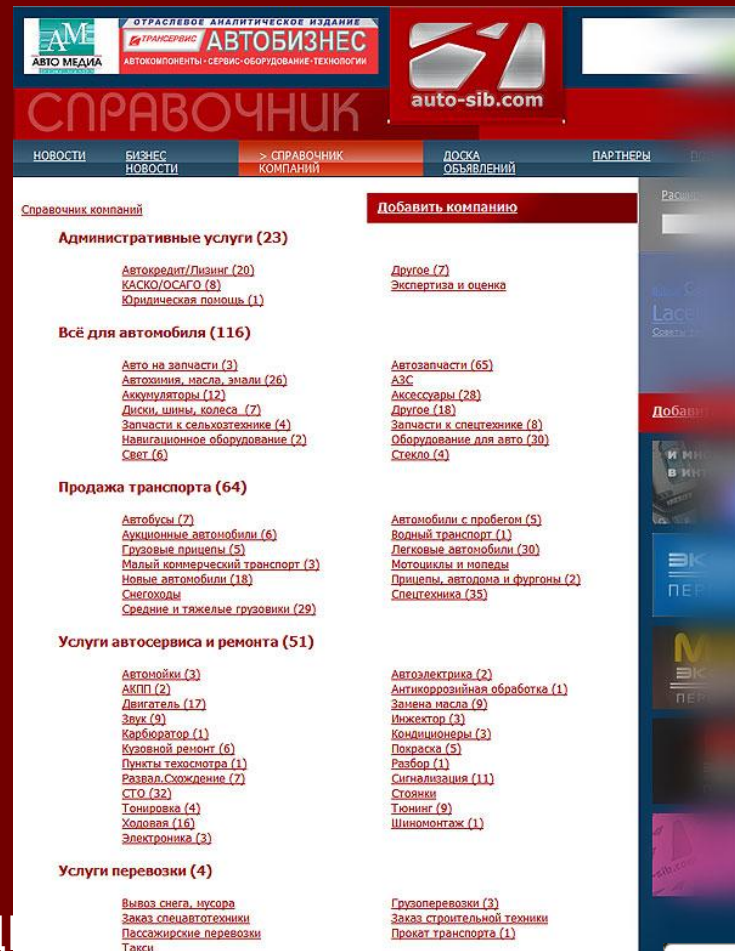 ОТРАСЛЕВОЕ АНАЛИТИЧЕСКОЕ ИЗДАНИЕ
АМ
ТРАНСЕРВИС АВТОБИЗНЕС
АВТО МЕДИА
АВТОКОМПОНЕНТЫ·СЕРВИС·ОБОРУДОВАНИЕ·ТЕХНОЛОГИИ
auto-sib.com
СПРАВОЧНИК
НОВОСТИ
БИЗНЕС НОВОСТИ
> СПРАВОЧНИК КОМПАНИЙ
ДОСКА ОБЪЯВЛЕНИЙ
ПАРТНЕРЫ
Справочник компаний
Добавить компанию
Административные услуги (23)
Автокредит/Лизинг (20)
Другое (7)
КАСКО/ОСАГО (8)
Экспертиза и оценка
Юридическая помощь (1)
Всё для автомобиля (116)
Авто на запчасти (3)
Автозапчасти (65)
Автохимия, масла, эмали (26)
АЗС
Аккумуляторы (12)
Аксессуары (28)
Диски, шины, колеса (7)
Другое (18)
Запчасти к сельхозтехнике (4)
Запчасти к спецтехнике (8)
Навигационное оборудование (2)
Оборудование для авто (30)
Свет (6)
Стекло (4)
Продажа транспорта (64)
Автобусы (7)
Автомобили с пробегом (5)
Аукционные автомобили (6)
Водный транспорт (1)
Грузовые прицепы (5)
Легковые автомобили (30)
Малый коммерческий транспорт (3)
Мотоциклы и мопеды
Новые автомобили (18)
Прицепы, автодома и фургоны (2)
Снегоходы
Спецтехника (35)
Средние и тяжелые грузовики (29)
Услуги автосервиса и ремонта (51)
Автомойки (3)
Автоэлектрика (2)
АКПП (2)
Антикоррозийная обработка (1)
Двигатель (17)
Замена масла (9)
Звук (9)
Инжектор (3)
Карбюратор (1)
Кондиционеры (3)
Кузовной ремонт (6)
Покраска (5)
Пункты техосмотра (1)
Разбор (1)
Развал.Схождение (7)
Сигнализация (11)
СТО (32)
Стоянки
Тонировка (4)
Тюнинг (9)
Ходовая (16)
Шиномонтаж (1)
Электроника (3)
Услуги перевозки (4)
Вывоз снега, мусора
Грузоперевозки (3)
Заказ спецавтотехники
Заказ строительной техники
Пассажирские перевозки
Прокат транспорта (1)
Такси